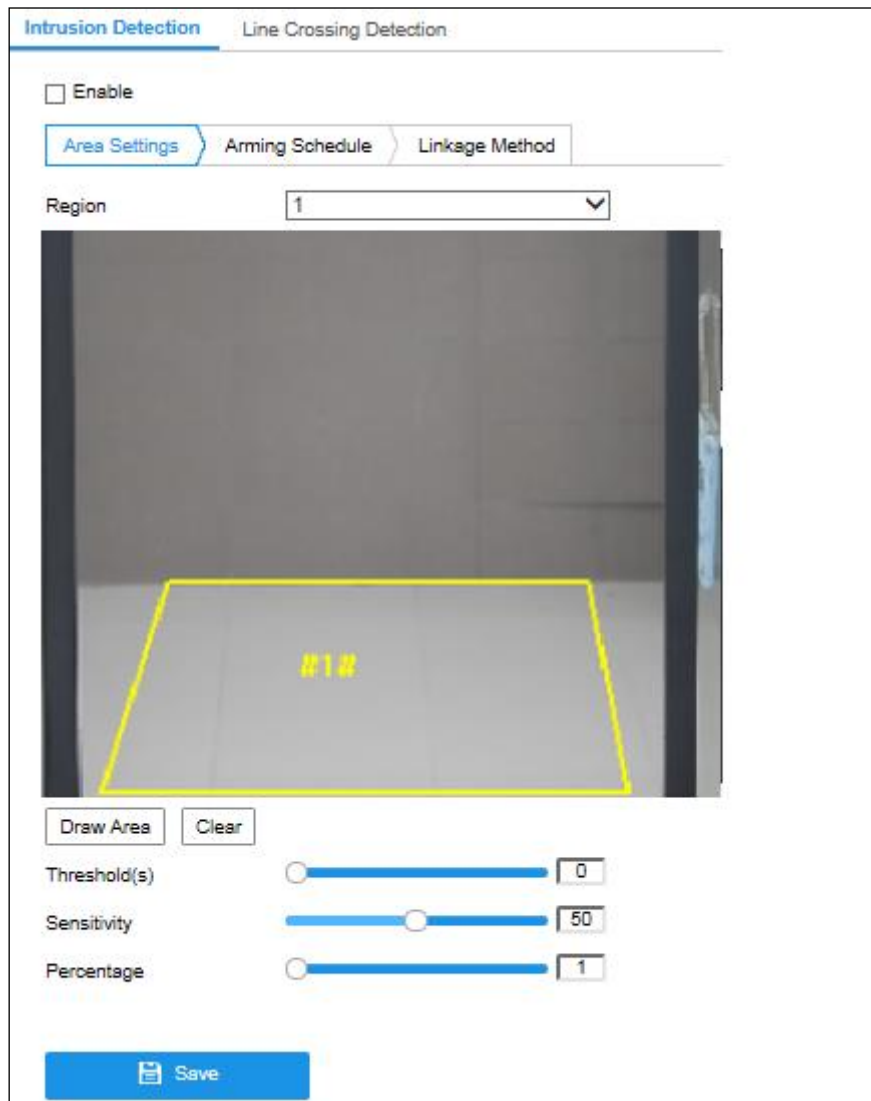 Intrusion Detection Line Crossing Detection
Enable
Area Settings Arming Schedule Linkage Method
Region 1
#1#
Draw Area Clear
Threshold(s) 0
Sensitivity 50
Percentage 1
Save